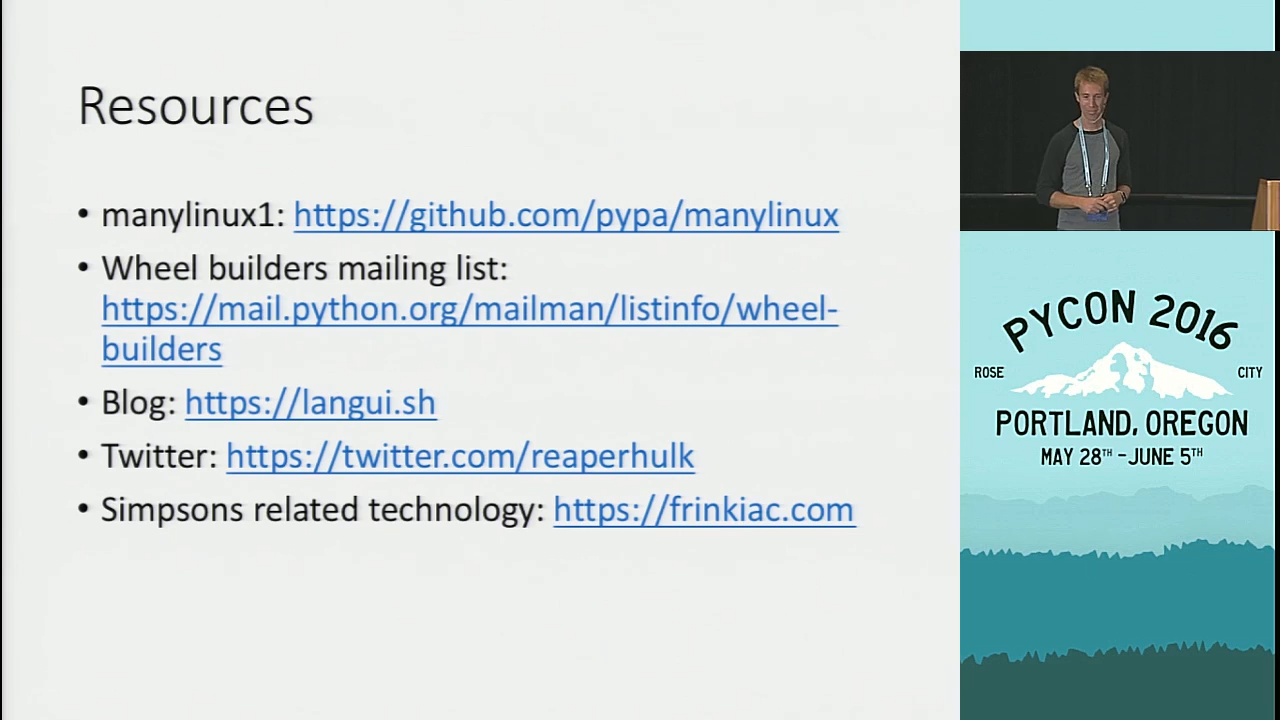 Resources
• manylinux1: https://github.com/pypa/manylinux
• Wheel builders mailing list:
https://mail.python.org/mailman/listinfo/wheel-
builders
• Blog: https://langui.sh
• Twitter: https://twitter.com/reaperhulk
• Simpsons related technology: https://frinkiac.com
PYCON 2016
ROSE CITY
PORTLAND, OREGON
MAY 28TH - JUNE 5TH